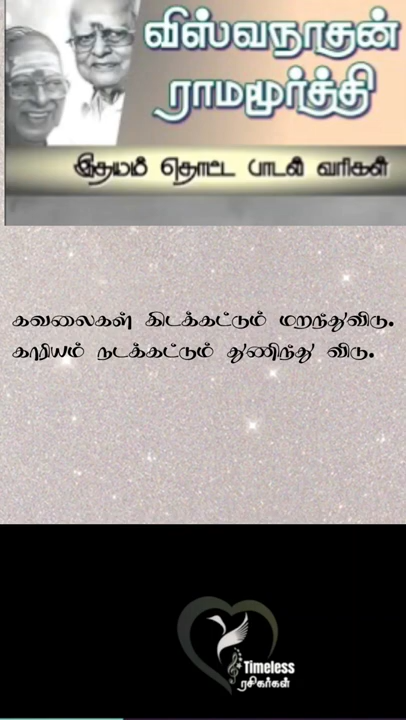 விஸ்வநாதன்
ராமமூர்த்தி
இதயம் தொட்ட பாடல் வரிகள்
கவலைகள் கிடக்கட்டும் மறந்துவிடு.
காரியம் நடக்கட்டும் துணிந்து விடு.
Timeless
ரசிகர்கள்